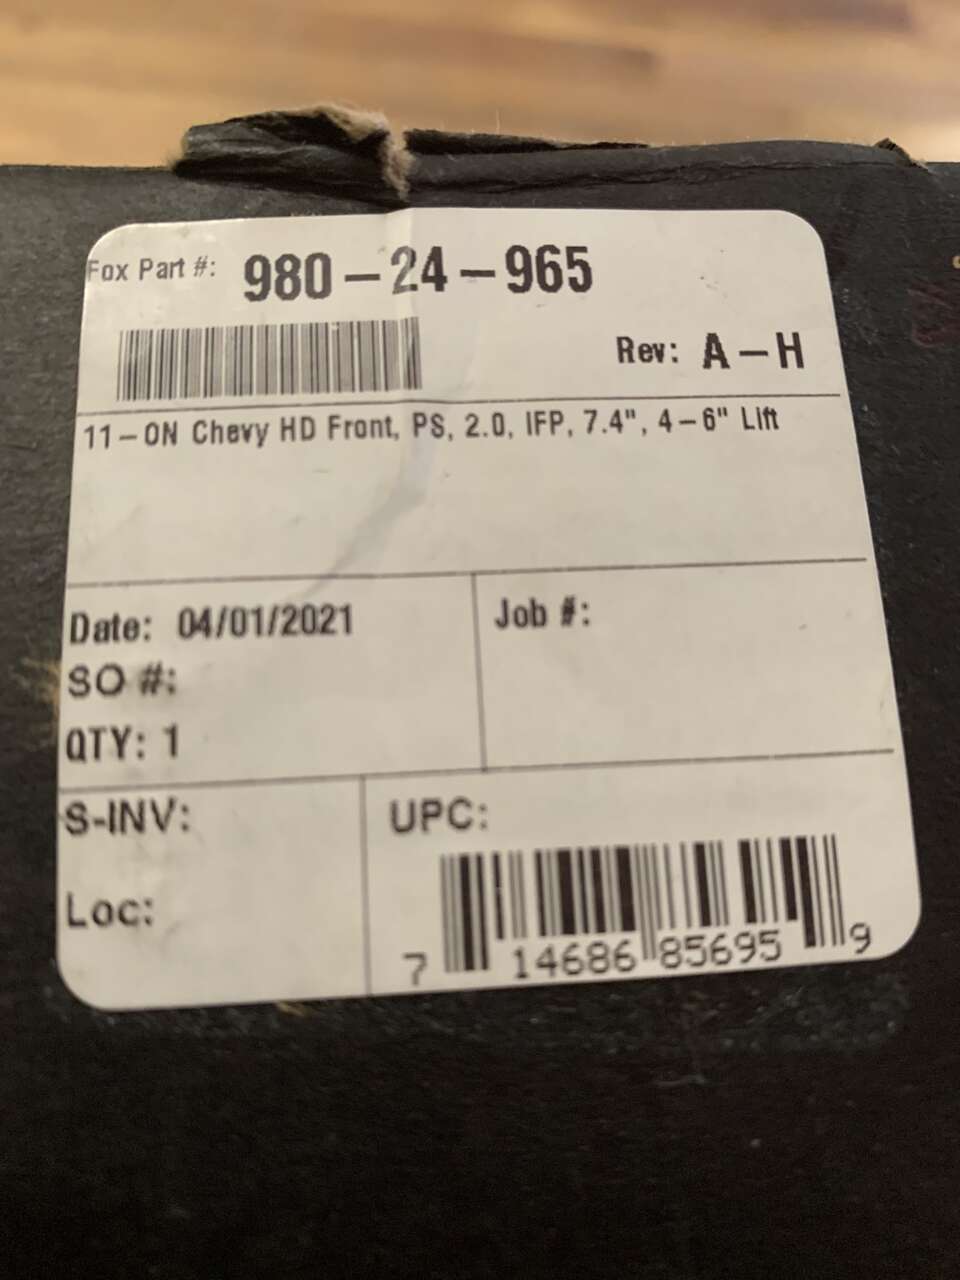 Fox Part #: 980-24-965
Rev: A-H
11-ON Chevy HD Front, PS, 2.0, IFP, 7.4", 4-6" Lift
Date: 04/01/2021
Job #:
SO #:
QTY: 1
S-INV:
UPC:
Loc:
7 14686 85695 9